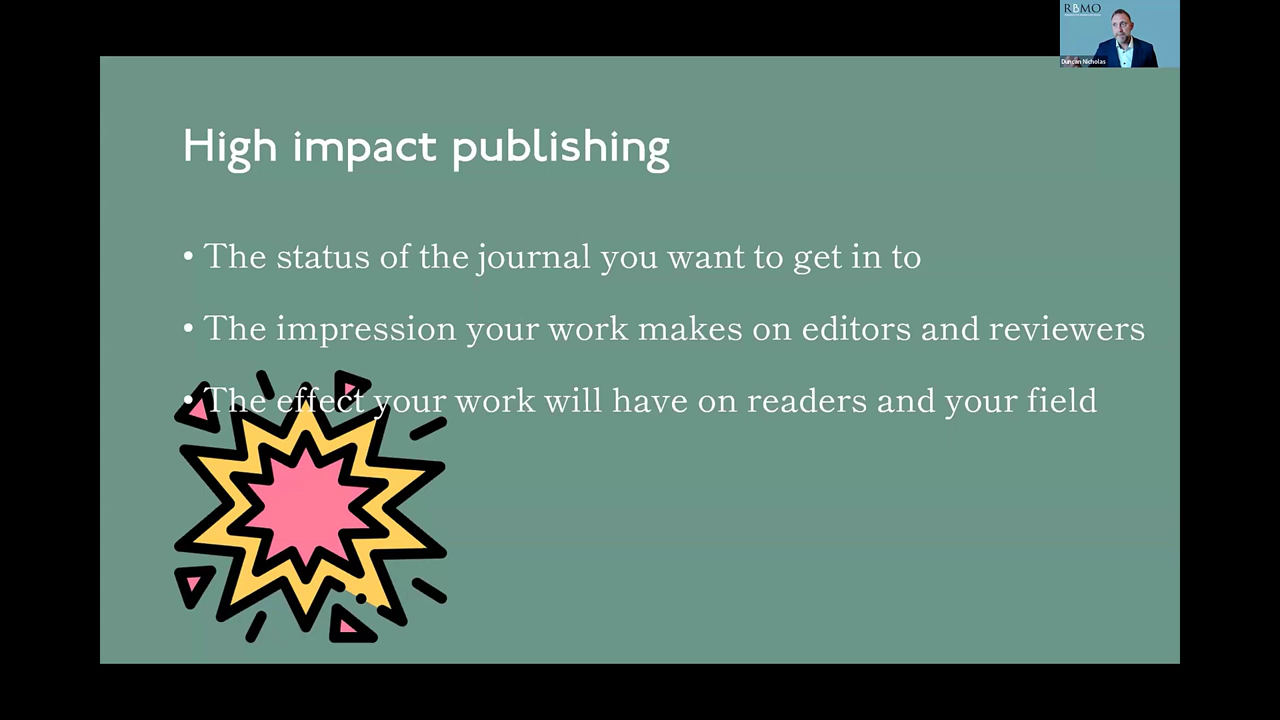 RBMO
Duncan Nicholas
High impact publishing
• The status of the journal you want to get in to
• The impression your work makes on editors and reviewers
• The effect your work will have on readers and your field